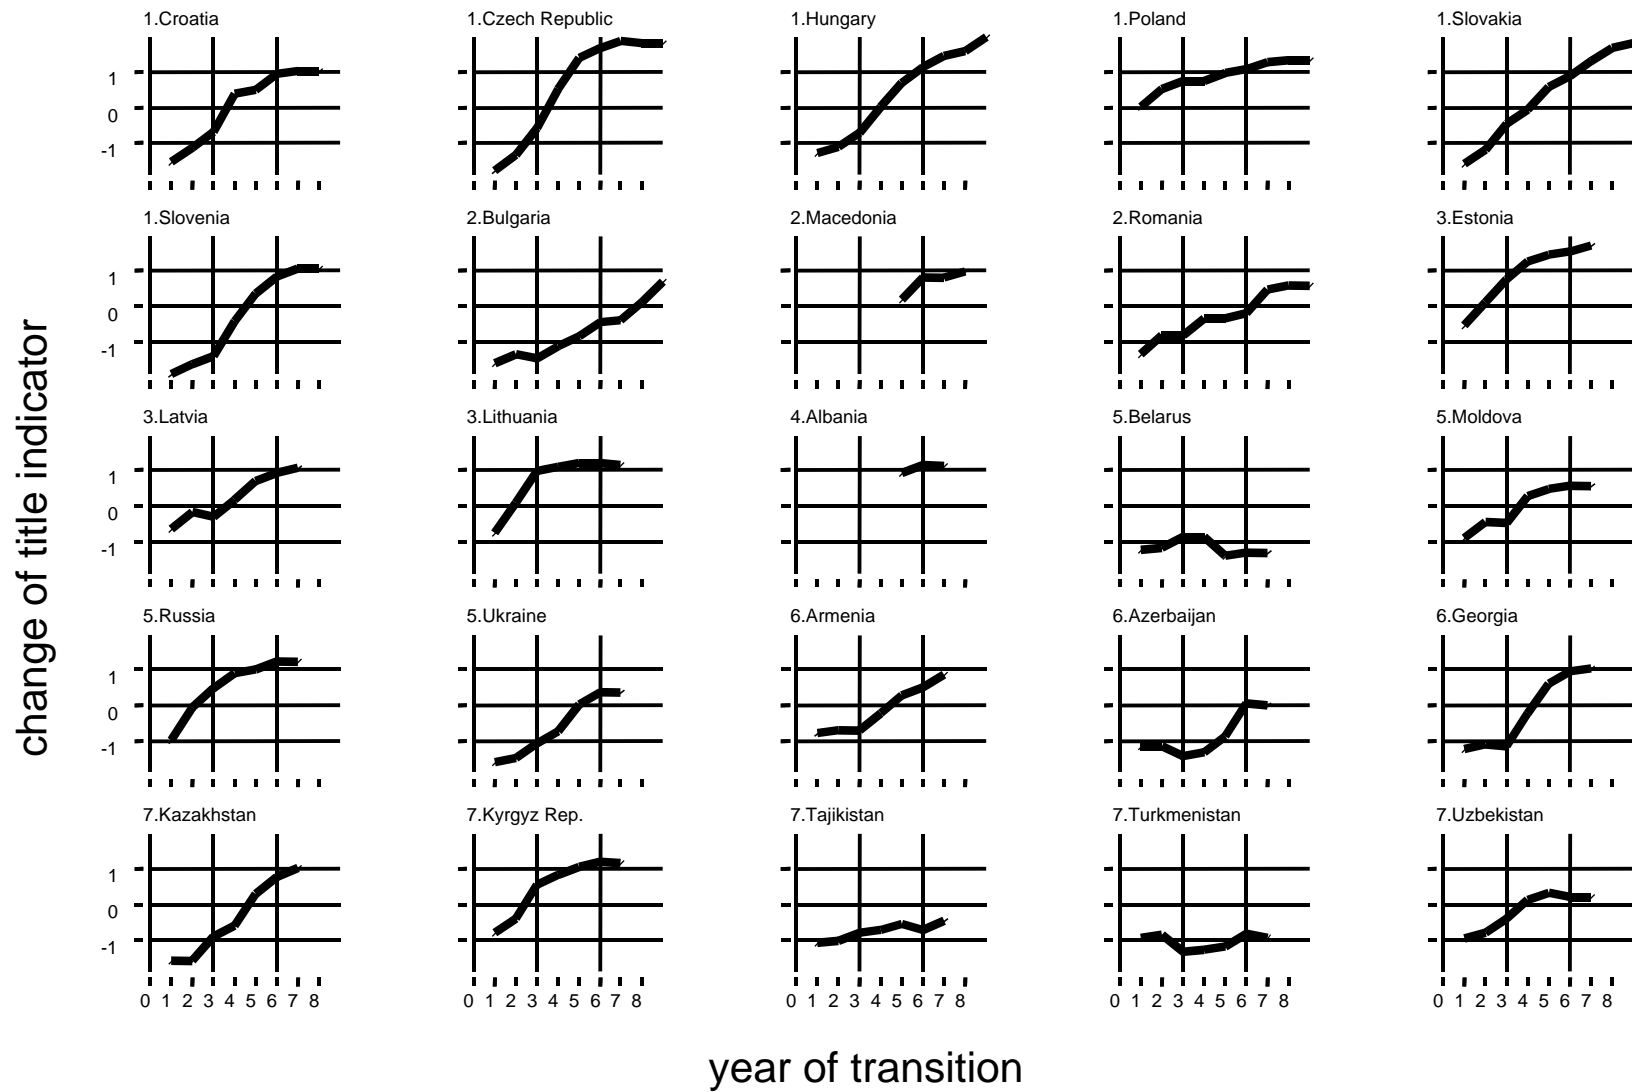 1.Croatia 1.Czech Republic 1.Hungary 1.Poland 1.Slovakia
1
0
-1
1.Slovenia 2.Bulgaria 2.Macedonia 2.Romania 3.Estonia
1
0
-1
3.Latvia 3.Lithuania 4.Albania 5.Belarus 5.Moldova
1
0
-1
5.Russia 5.Ukraine 6.Armenia 6.Azerbaijan 6.Georgia
1
0
-1
7.Kazakhstan 7.Kyrgyz Rep. 7.Tajikistan 7.Turkmenistan 7.Uzbekistan
1
0
-1
0 1 2 3 4 5 6 7 8 0 1 2 3 4 5 6 7 8 0 1 2 3 4 5 6 7 8 0 1 2 3 4 5 6 7 8 0 1 2 3 4 5 6 7 8
change of title indicator
year of transition